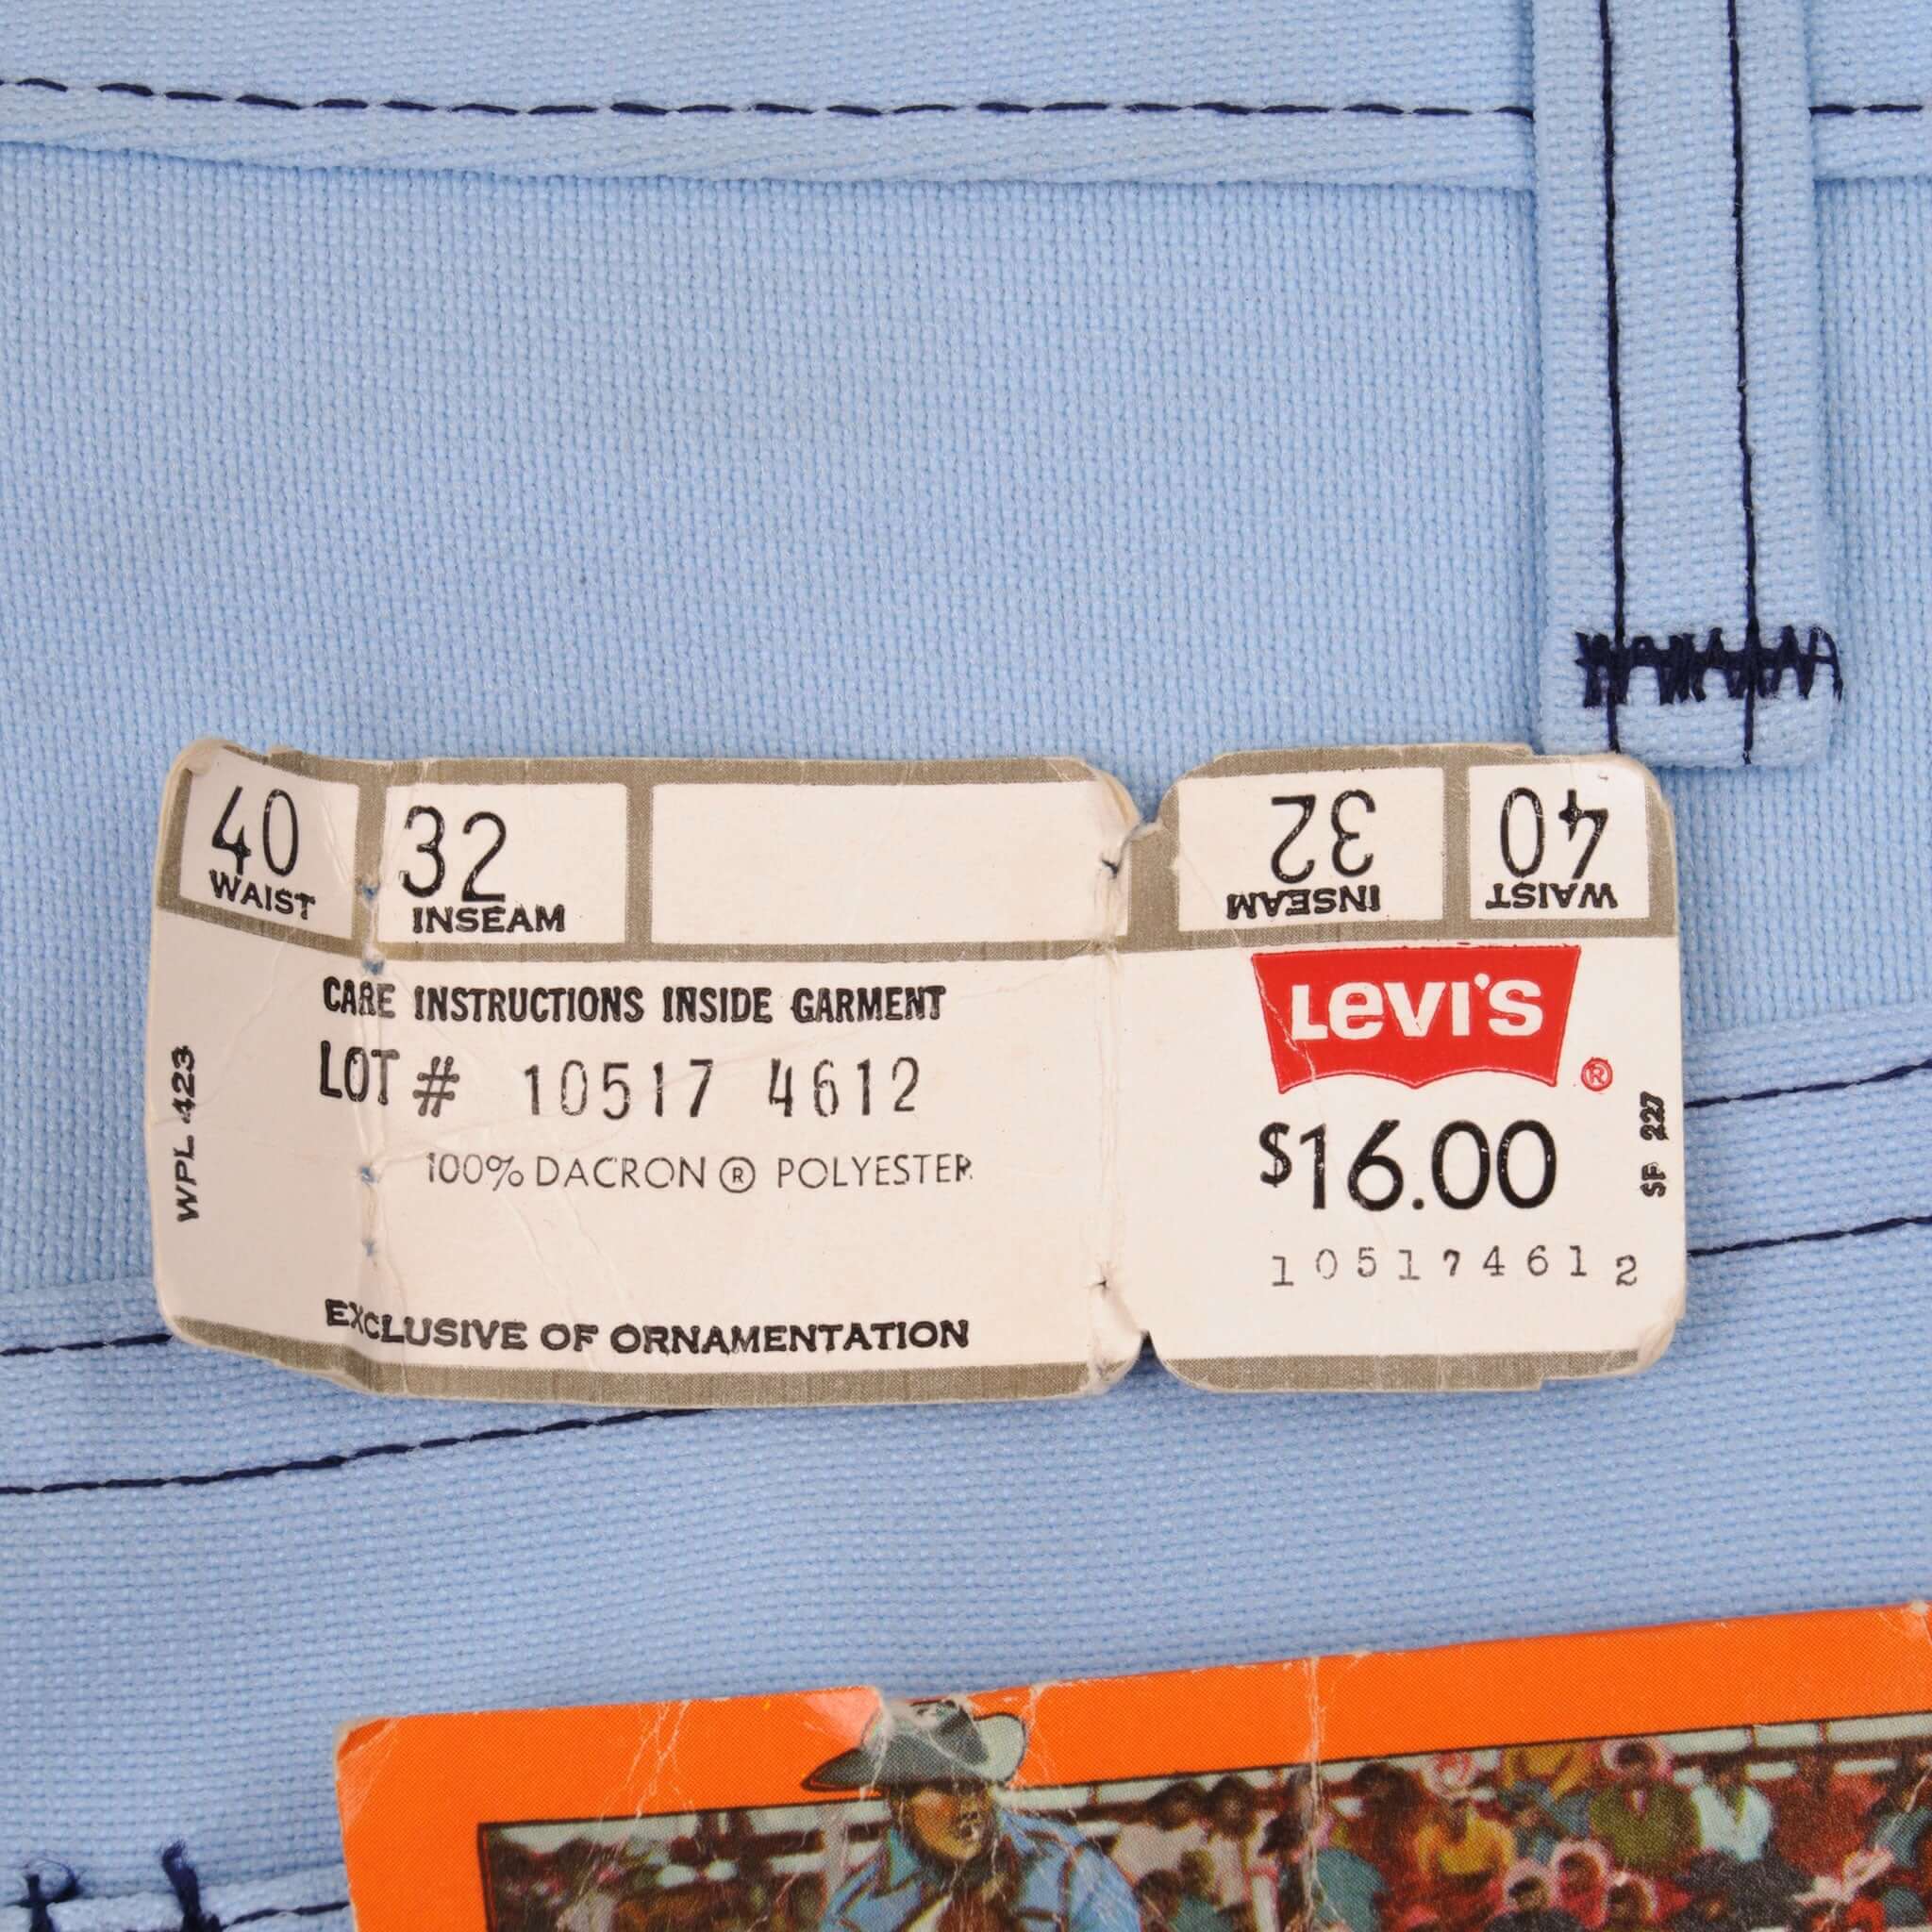 40
WAIST
32
INSEAM
32
INSEAM
40
WAIST
CARE INSTRUCTIONS INSIDE GARMENT
LOT # 10517 4612
100% DACRON ® POLYESTER
EXCLUSIVE OF ORNAMENTATION
WPL 423
LEVI'S
®
$16.00
105174612
SF 227